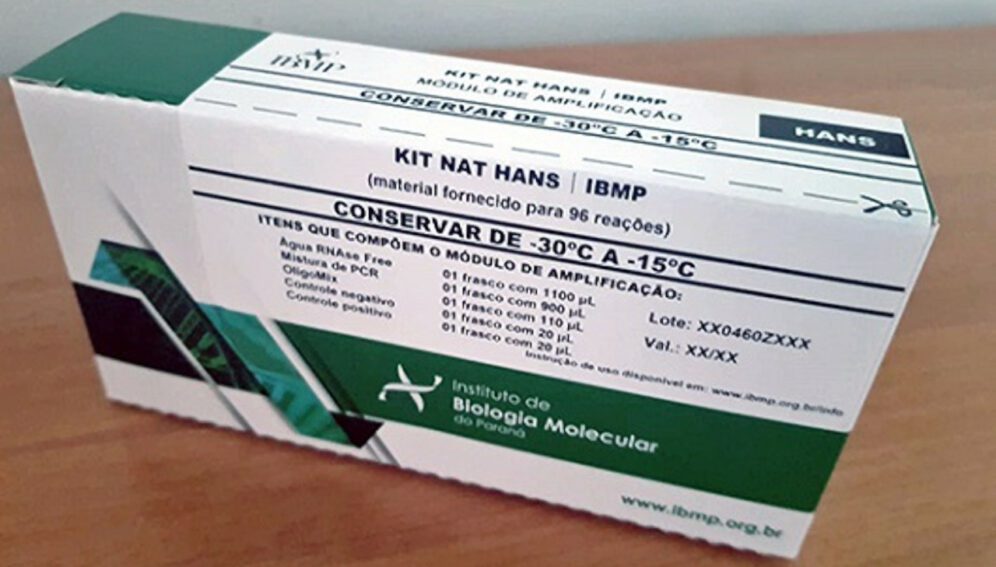 IBMP
KIT NAT HANS | IBMP
MÓDULO DE AMPLIFICAÇÃO
CONSERVAR DE -30ºC A -15ºC
HANS
KIT NAT HANS | IBMP
(material fornecido para 96 reações)
CONSERVAR DE -30ºC A -15ºC
ITENS QUE COMPÕEM O MÓDULO DE AMPLIFICAÇÃO:
Água RNAse Free 01 frasco com 1100 µL
Mistura de PCR 01 frasco com 900 µL
OligoMix 01 frasco com 110 µL
Controle negativo 01 frasco com 20 µL
Controle positivo 01 frasco com 20 µL
Lote: XX0460ZXXX
Val.: XX/XX
Instrução de uso disponível em: www.ibmp.org.br/info
Instituto de
Biologia Molecular
do Paraná
www.ibmp.org.br